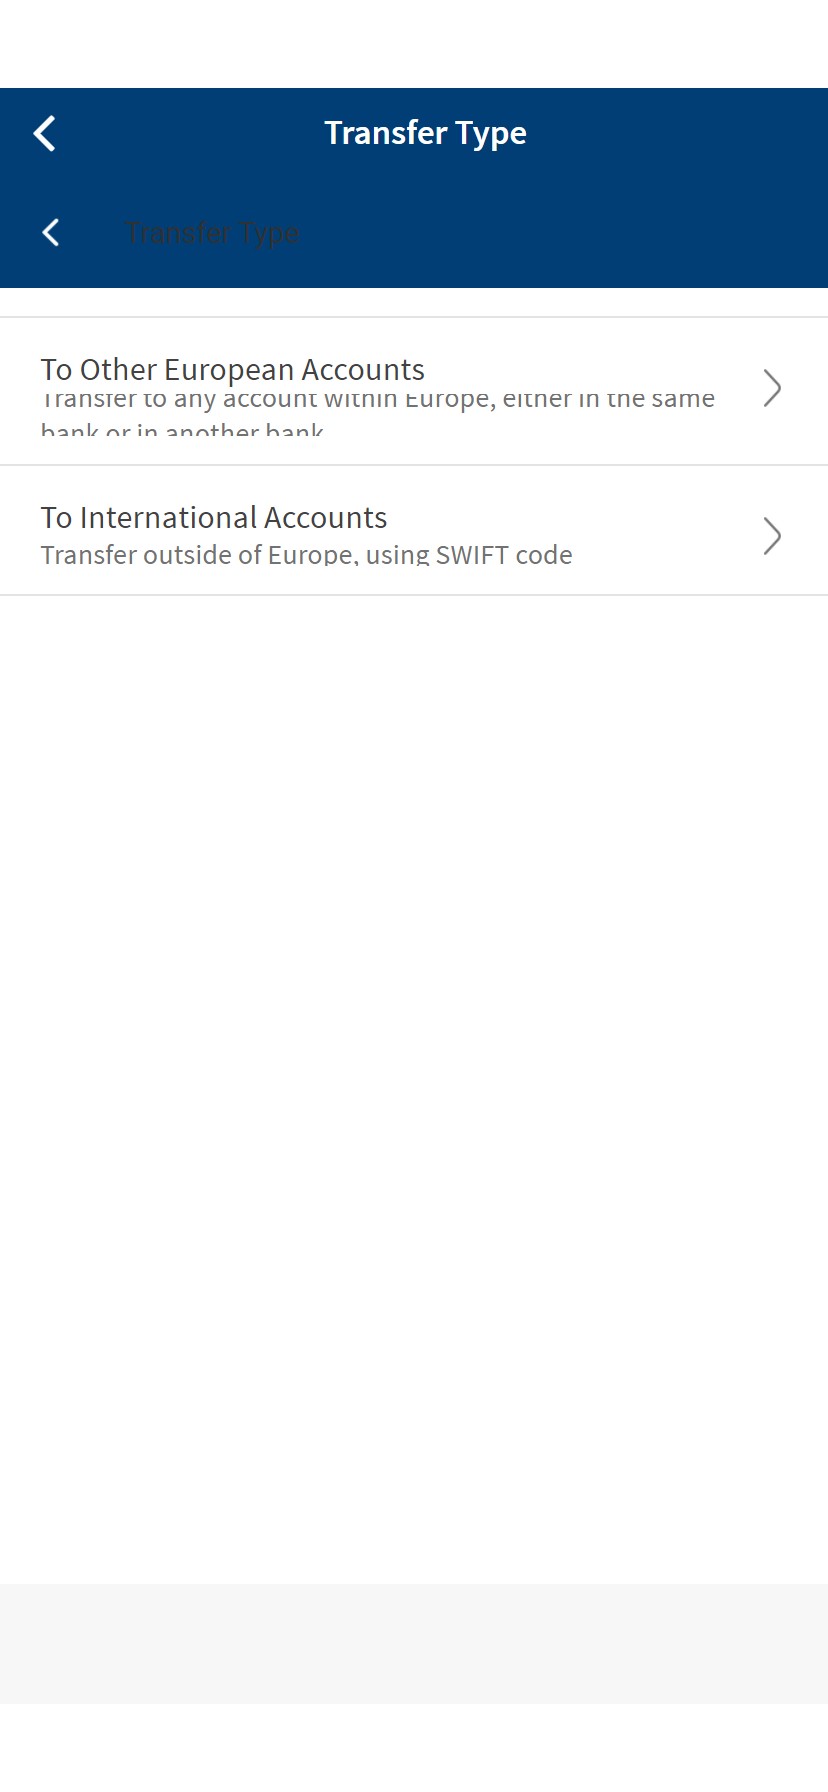 Transfer Type
Transfer Type
To Other European Accounts
Transfer to any account within Europe, either in the same
bank or in another bank
To International Accounts
Transfer outside of Europe, using SWIFT code